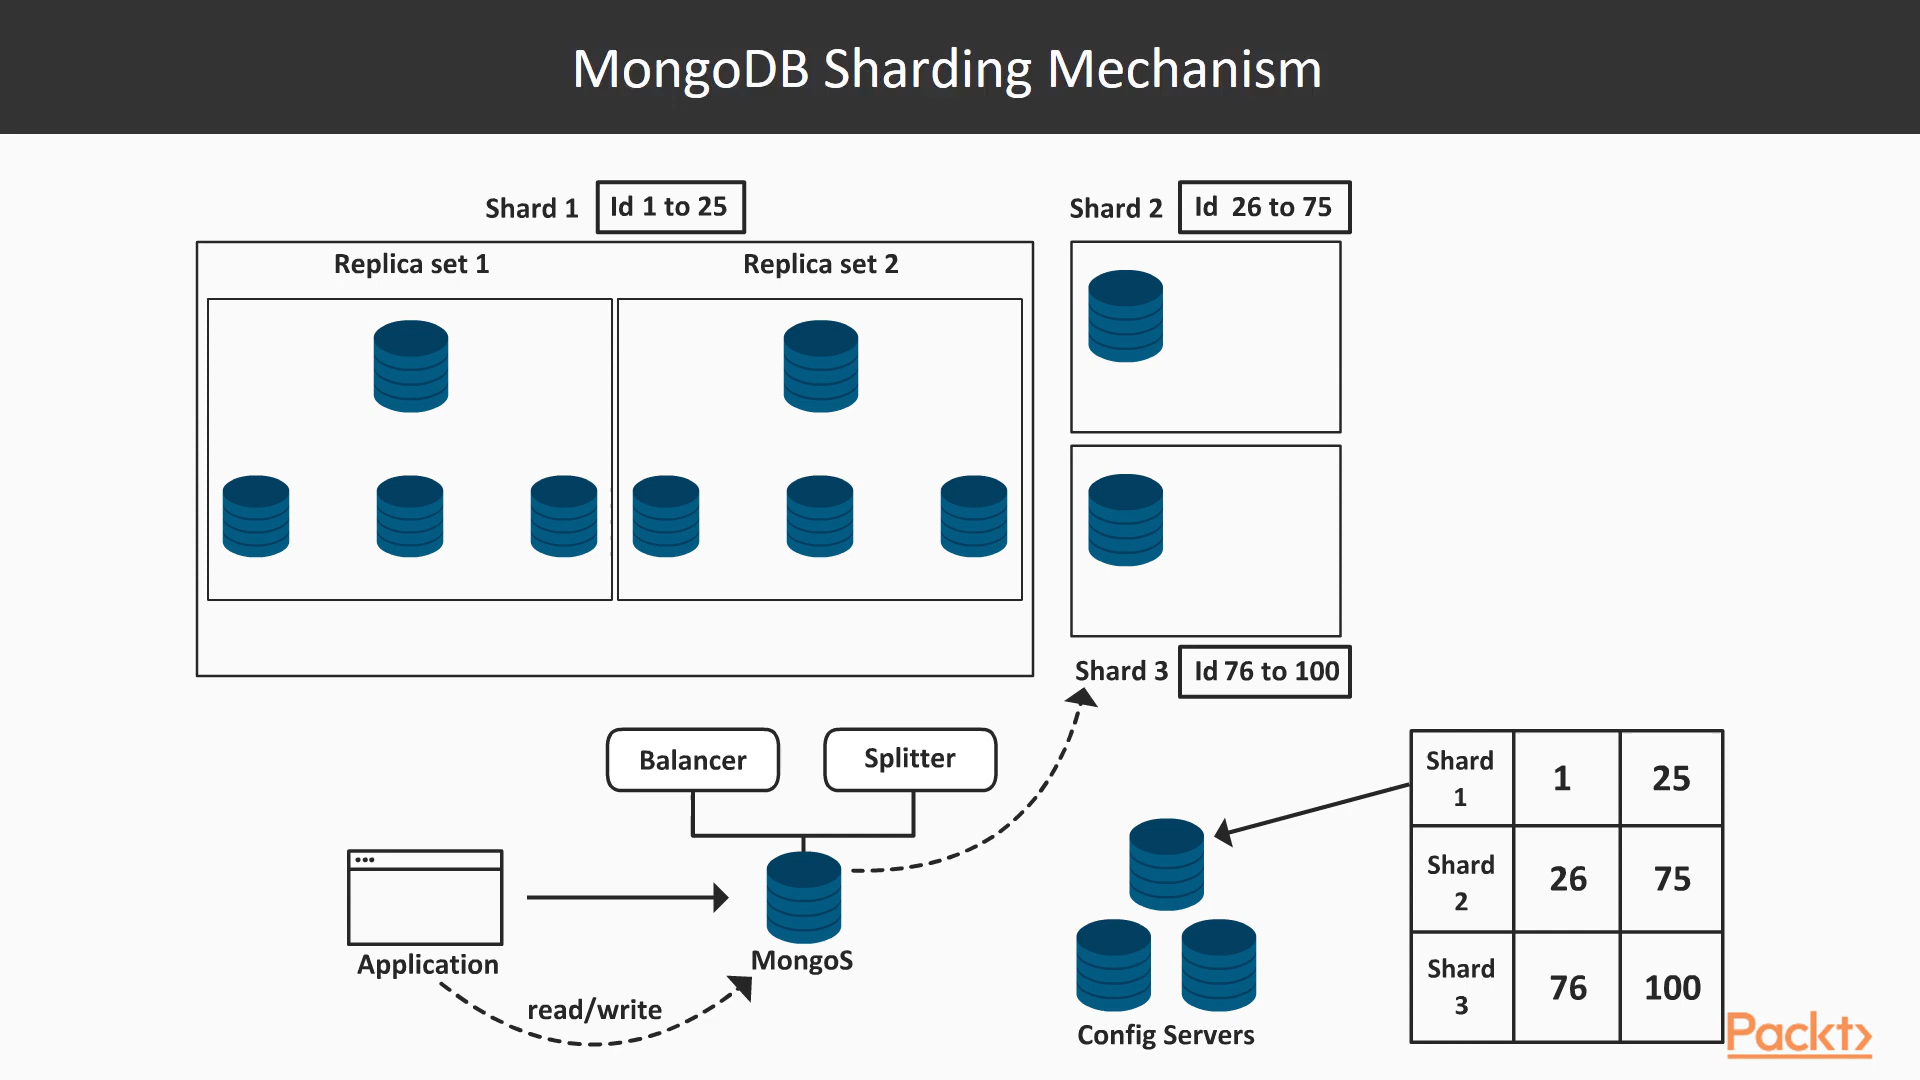 MongoDB Sharding Mechanism
Shard 1
Id 1 to 25
Shard 2
Id 26 to 75
Replica set 1
Replica set 2
Shard 3
Id 76 to 100
Balancer
Splitter
Application
MongoS
read/write
Config Servers
Shard
1
1
25
Shard
2
26
75
Shard
3
76
100
Packt>